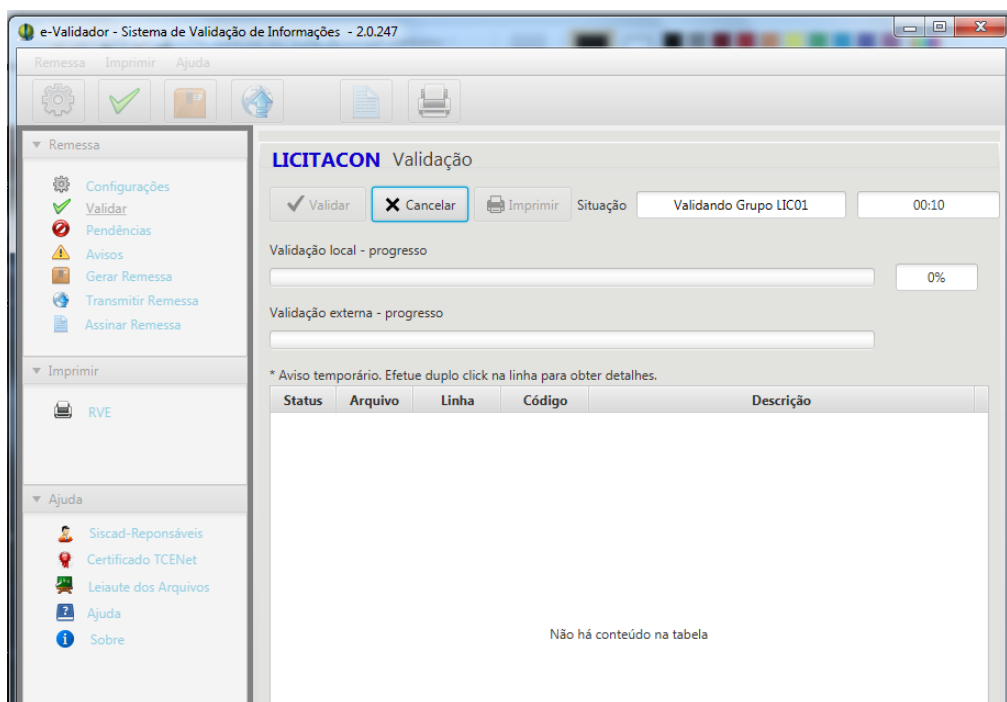 e-Validador - Sistema de Validação de Informações - 2.0.247
Remessa Imprimir Ajuda
Remessa
Configurações
Validar
Pendências
Avisos
Gerar Remessa
Transmitir Remessa
Assinar Remessa
Imprimir
RVE
Ajuda
Siscad-Reponsáveis
Certificado TCENet
Leiaute dos Arquivos
Ajuda
Sobre
LICITACON Validação
Validar Cancelar Imprimir Situação Validando Grupo LIC01 00:10
Validação local - progresso
0%
Validação externa - progresso
* Aviso temporário. Efetue duplo click na linha para obter detalhes.
Status Arquivo Linha Código Descrição
Não há conteúdo na tabela